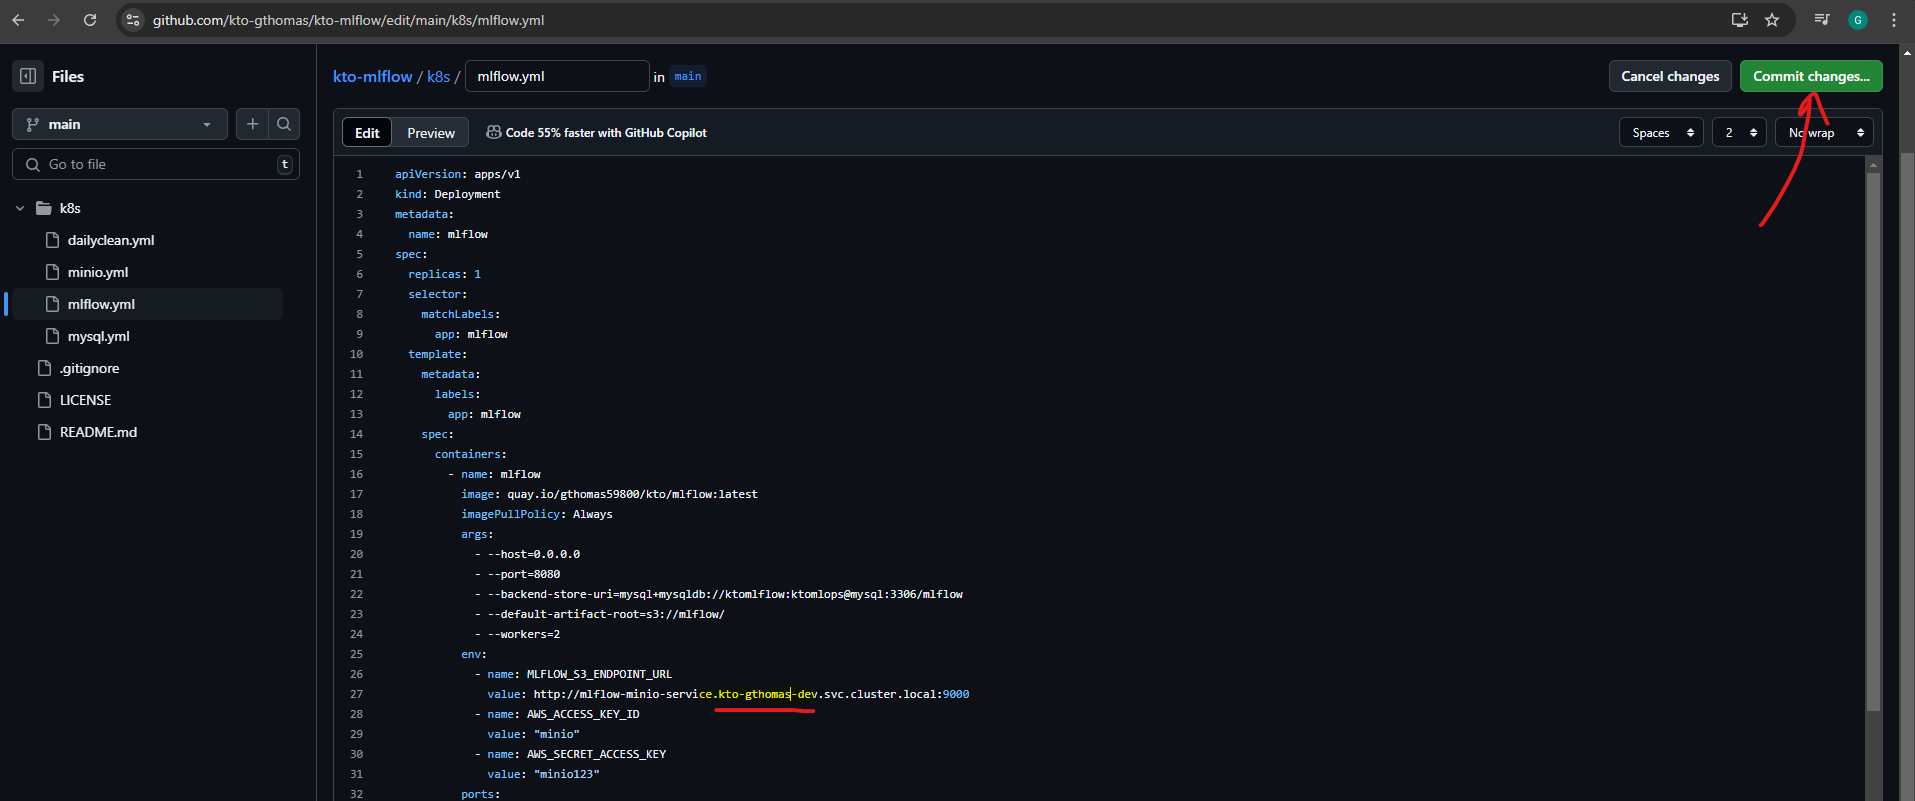 github.com/kto-gthomas/kto-mlflow/edit/main/k8s/mlflow.yml
G
Files
kto-mlflow / k8s / mlflow.yml in main
Cancel changes
Commit changes...
main
Go to file
t
k8s
dailyclean.yml
minio.yml
mlflow.yml
mysql.yml
.gitignore
LICENSE
README.md
Edit
Preview
Code 55% faster with GitHub Copilot
Spaces
2
No wrap
1 apiVersion: apps/v1
2 kind: Deployment
3 metadata:
4 name: mlflow
5 spec:
6 replicas: 1
7 selector:
8 matchLabels:
9 app: mlflow
10 template:
11 metadata:
12 labels:
13 app: mlflow
14 spec:
15 containers:
16 - name: mlflow
17 image: quay.io/gthomas59800/kto/mlflow:latest
18 imagePullPolicy: Always
19 args:
20 - --host=0.0.0.0
21 - --port=8080
22 - --backend-store-uri=mysql+mysqldb://ktomlflow:ktomlops@mysql:3306/mlflow
23 - --default-artifact-root=s3://mlflow/
24 - --workers=2
25 env:
26 - name: MLFLOW_S3_ENDPOINT_URL
27 value: http://mlflow-minio-service.kto-gthomas-dev.svc.cluster.local:9000
28 - name: AWS_ACCESS_KEY_ID
29 value: "minio"
30 - name: AWS_SECRET_ACCESS_KEY
31 value: "minio123"
32 ports: